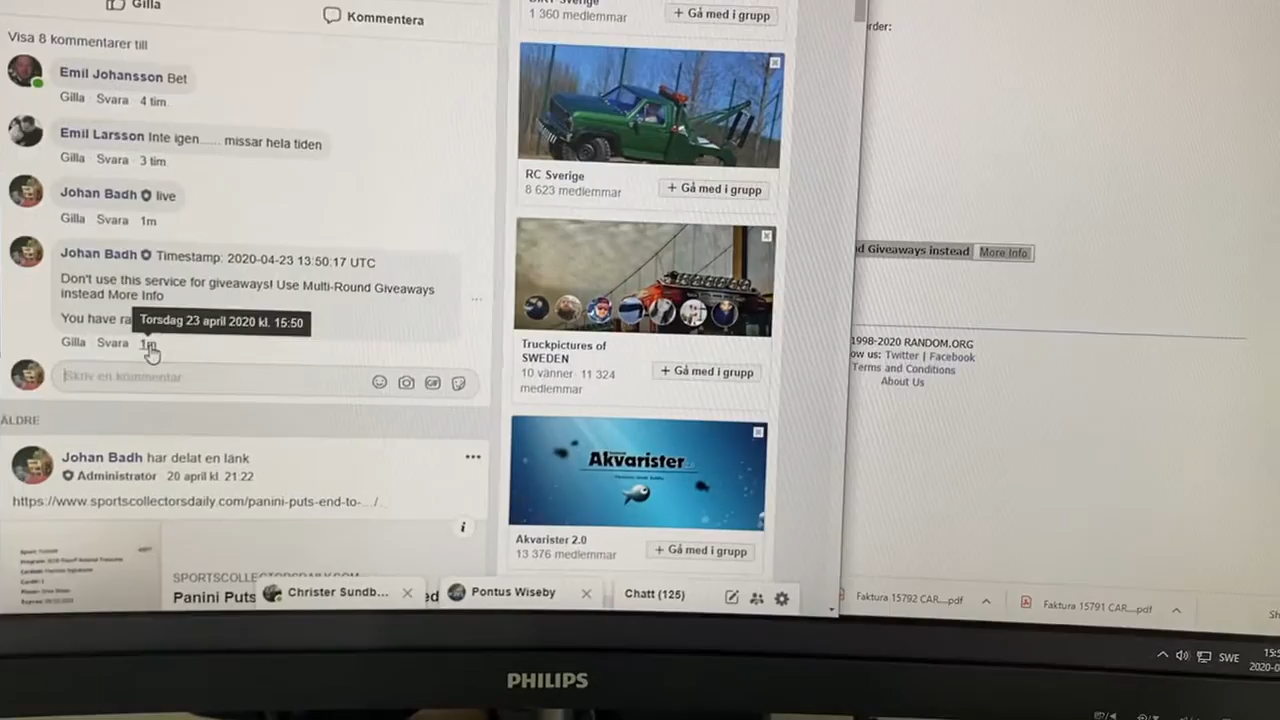 Gilla
Kommentera
Visa 8 kommentarer till
Emil Johansson Bet
Gilla Svara 4 tim.
Emil Larsson Inte igen...... missar hela tiden
Gilla Svara 3 tim.
Johan Badh live
Gilla Svara 1m
Johan Badh Timestamp: 2020-04-23 13:50:17 UTC
Don't use this service for giveaways! Use Multi-Round Giveaways
instead More Info
You have ra
Torsdag 23 april 2020 kl. 15:50
Gilla Svara 1m
Skriv en kommentar
ÄLDRE
Johan Badh har delat en länk
Administratör 20 april kl. 21:22
https://www.sportscollectorsdaily.com/panini-puts-end-to-.../.
SPORTSCOLLECTORSDAILY.COM
Panini Puts
ed
Sverige
1 360 medlemmar
+ Gå med i grupp
RC Sverige
8 623 medlemmar
+ Gå med i grupp
Truckpictures of
SWEDEN
10 vänner· 11 324
medlemmar
+ Gå med i grupp
Akvarister 2.0
Akvarister 2.0
13 376 medlemmar
+ Gå med i grupp
Christer Sundb...
Pontus Wiseby
Chatt (125)
rder:
d Giveaways instead More Info
1998-2020 RANDOM.ORG
ow us: Twitter | Facebook
Terms and Conditions
About Us
Faktura 15792 CAR....pdf
Faktura 15791 CAR....pdf
Sh
SWE
15:5
2020-0
PHILIPS